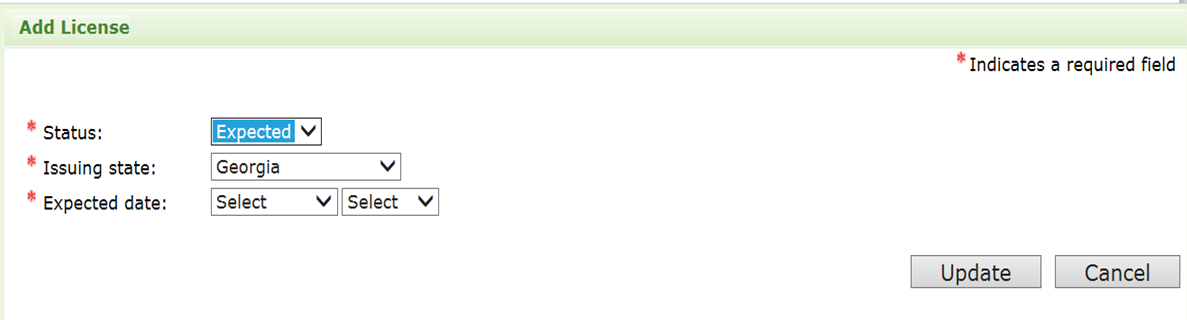 Add License
* Indicates a required field
* Status: Expected
* Issuing state: Georgia
* Expected date: Select Select
Update Cancel